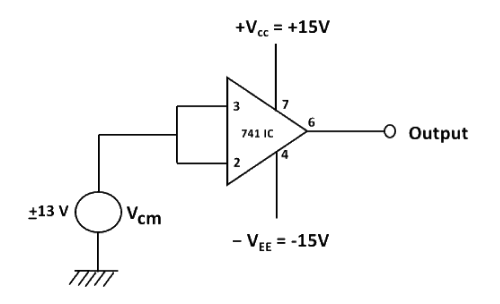 +Vcc = +15V
3
7
6
741 IC
Output
2
4
±13 V
Vcm
− VEE = -15V